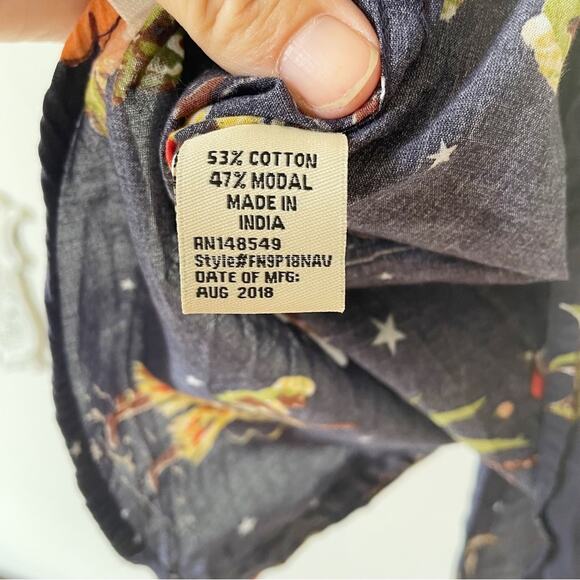 53% COTTON
47% MODAL
MADE IN
INDIA
RN148549
Style#FN9P18NAV
DATE OF MFG:
AUG 2018